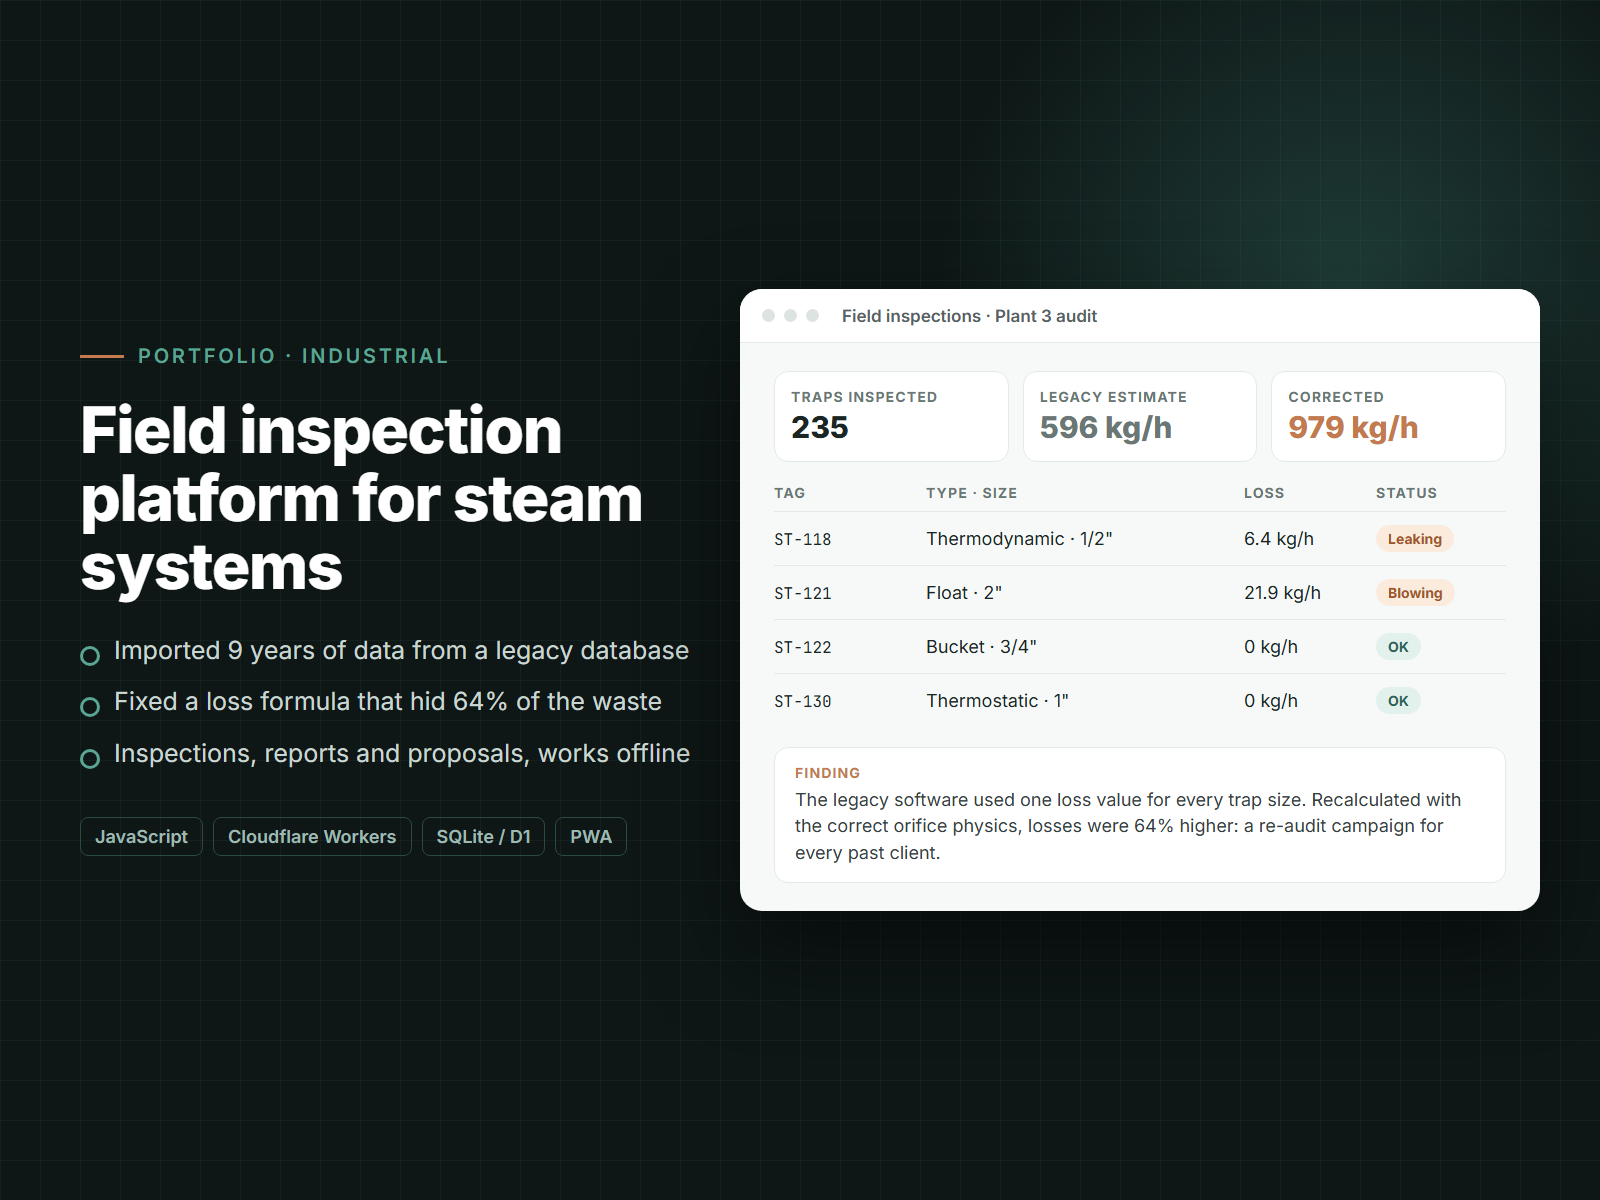 PORTFOLIO · INDUSTRIAL
Field inspection
platform for steam
systems
Imported 9 years of data from a legacy database
Fixed a loss formula that hid 64% of the waste
Inspections, reports and proposals, works offline
JavaScript Cloudflare Workers SQLite / D1 PWA
Field inspections · Plant 3 audit
TRAPS INSPECTED LEGACY ESTIMATE CORRECTED
235 596 kg/h 979 kg/h
TAG TYPE · SIZE LOSS STATUS
ST-118 Thermodynamic · 1/2" 6.4 kg/h Leaking
ST-121 Float · 2" 21.9 kg/h Blowing
ST-122 Bucket · 3/4" 0 kg/h OK
ST-130 Thermostatic · 1" 0 kg/h OK
FINDING
The legacy software used one loss value for every trap size. Recalculated with
the correct orifice physics, losses were 64% higher: a re-audit campaign for
every past client.